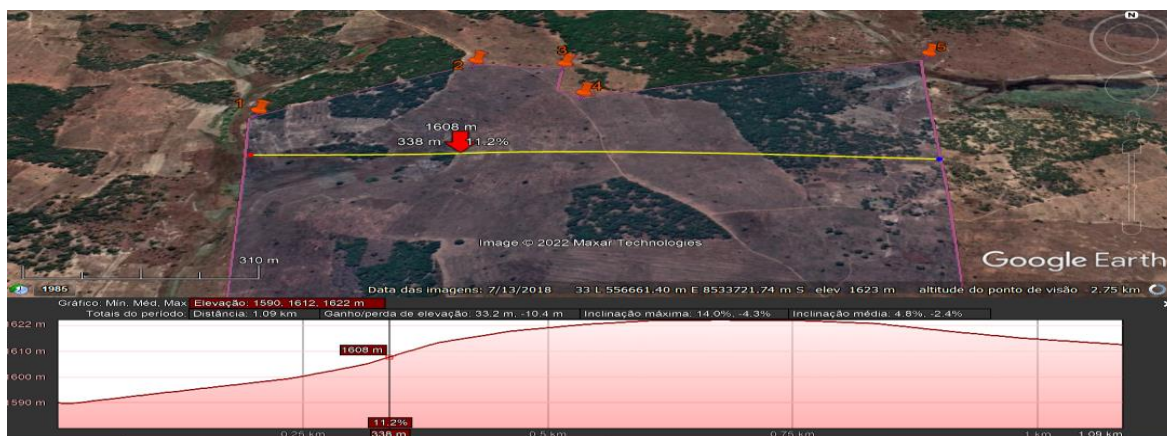 N
2
3
5
1
4
1608 m
338 m 11.2%
Image © 2022 Maxar Technologies
310 m
Google Earth
1985
Data das imagens: 7/13/2018 33 L 556661,40 m E 8533721,74 m S elev 1623 m altitude do ponto de visão 2,75 km
Gráfico: Mín, Méd, Max Elevação: 1590, 1612, 1622 m
Totais do período Distância: 1.09 km Ganho/perda de elevação: 33.2 m, -10.4 m Inclinação máxima: 14.0%, -4.3% Inclinação média: 4.8%, -2.4%
1622 m
1610 m
1608 m
1600 m
1590 m
11.2%
0.25 km 338 m 0.5 km 0.75 km 1 km 1.09 km